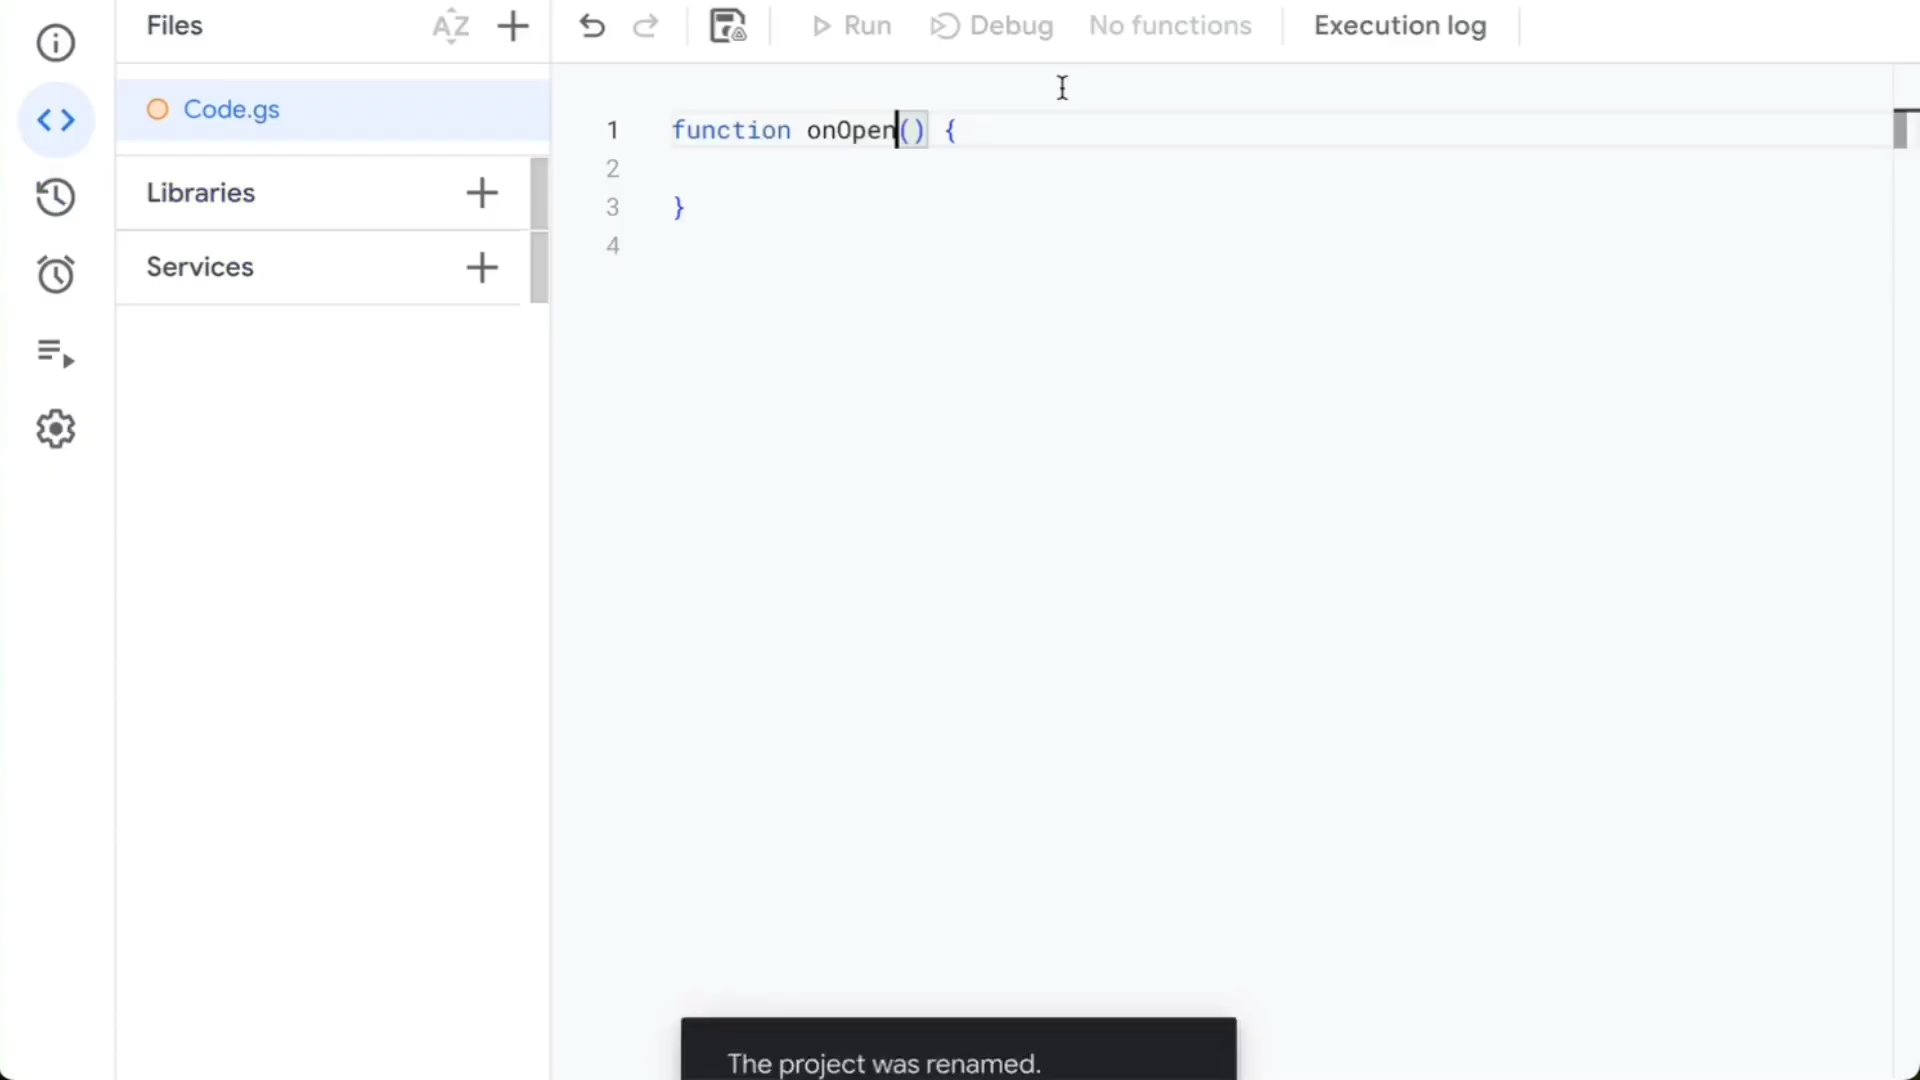 Files
AZ
Run
Debug
No functions
Execution log
Code.gs
Libraries
Services
1 function onOpen() {
2
3 }
4
The project was renamed.